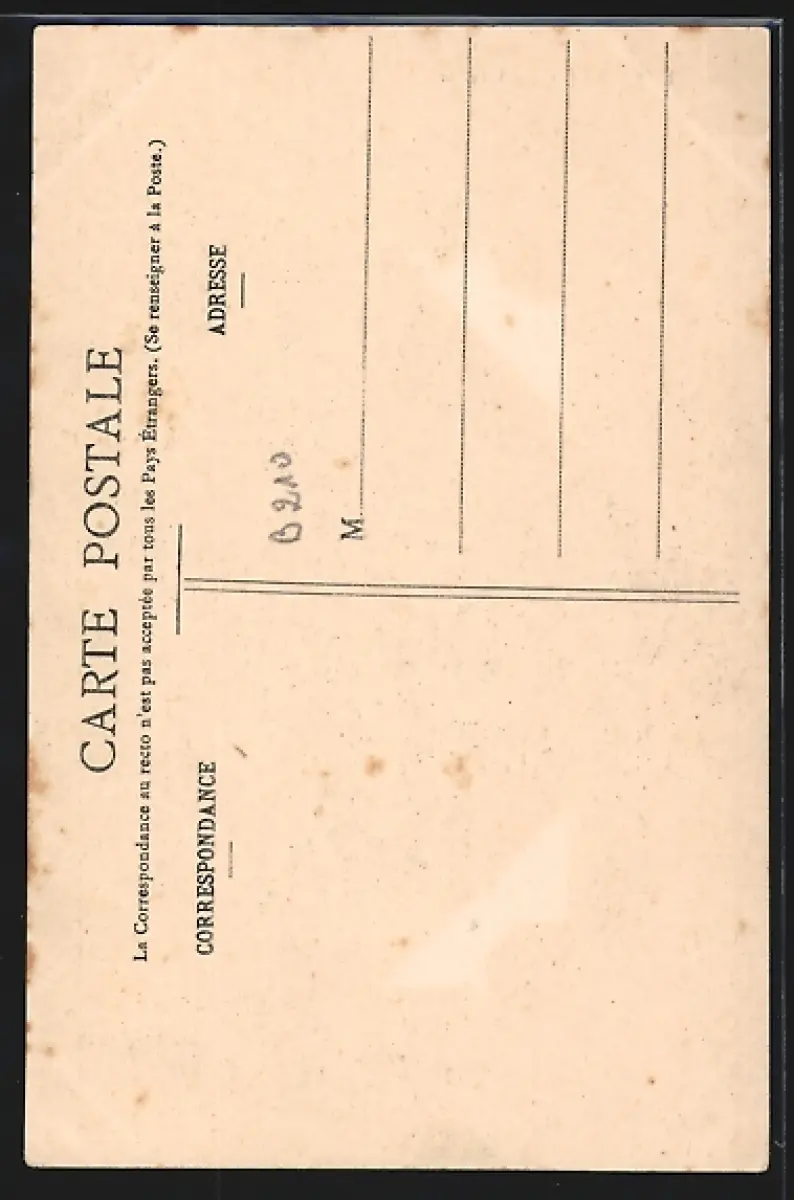 CARTE POSTALE
La Correspondance au recto n'est pas acceptée par tous les Pays Étrangers. (Se renseigner à la Poste.)
CORRESPONDANCE
ADRESSE
B 210
M